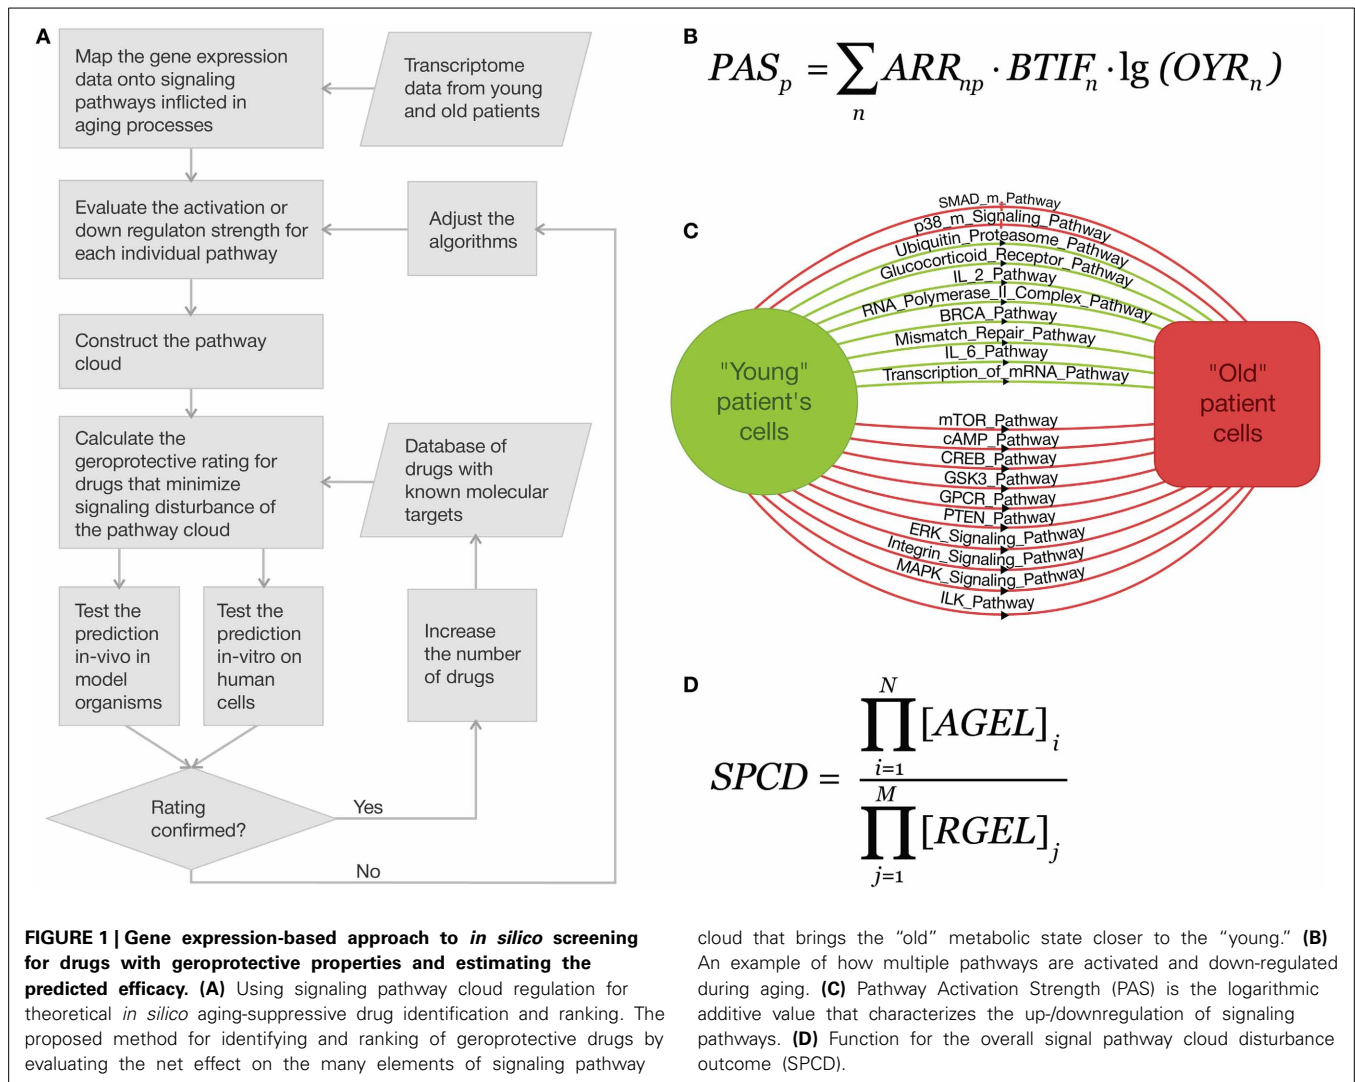 A
Map the gene expression
data onto signaling
pathways inflicted in
aging processes
Transcriptome
data from young
and old patients
Evaluate the activation or
down regulaton strength for
each individual pathway
Adjust the
algorithms
Construct the pathway
cloud
Calculate the
geroprotective rating for
drugs that minimize
signaling disturbance of
the pathway cloud
Database of
drugs with
known molecular
targets
Test the
prediction
in-vivo in
model
organisms
Test the
prediction
in-vitro on
human
cells
Increase
the number
of drugs
Rating
confirmed?
Yes
No
B
PAS_p = ∑_n ARR_np · BTIF_n · lg (OYR_n)
C
SMAD_m_Pathway
p38_m_Signaling_Pathway
Ubiquitin_Proteasome_Pathway
Glucocorticoid_Receptor_Pathway
IL_2_Pathway
RNA_Polymerase_II_Complex_Pathway
BRCA_Pathway
Mismatch_Repair_Pathway
IL_6_Pathway
Transcription_of_mRNA_Pathway
"Young"
patient's
cells
"Old"
patient
cells
mTOR_Pathway
cAMP_Pathway
CREB_Pathway
GSK3_Pathway
GPCR_Pathway
PTEN_Pathway
ERK_Signaling_Pathway
Integrin_Signaling_Pathway
MAPK_Signaling_Pathway
ILK_Pathway
D
SPCD = ∏_{i=1}^{N} [AGEL]_i / ∏_{j=1}^{M} [RGEL]_j
FIGURE 1 | Gene expression-based approach to in silico screening
for drugs with geroprotective properties and estimating the
predicted efficacy. (A) Using signaling pathway cloud regulation for
theoretical in silico aging-suppressive drug identification and ranking. The
proposed method for identifying and ranking of geroprotective drugs by
evaluating the net effect on the many elements of signaling pathway
cloud that brings the “old” metabolic state closer to the “young.” (B)
An example of how multiple pathways are activated and down-regulated
during aging. (C) Pathway Activation Strength (PAS) is the logarithmic
additive value that characterizes the up-/downregulation of signaling
pathways. (D) Function for the overall signal pathway cloud disturbance
outcome (SPCD).